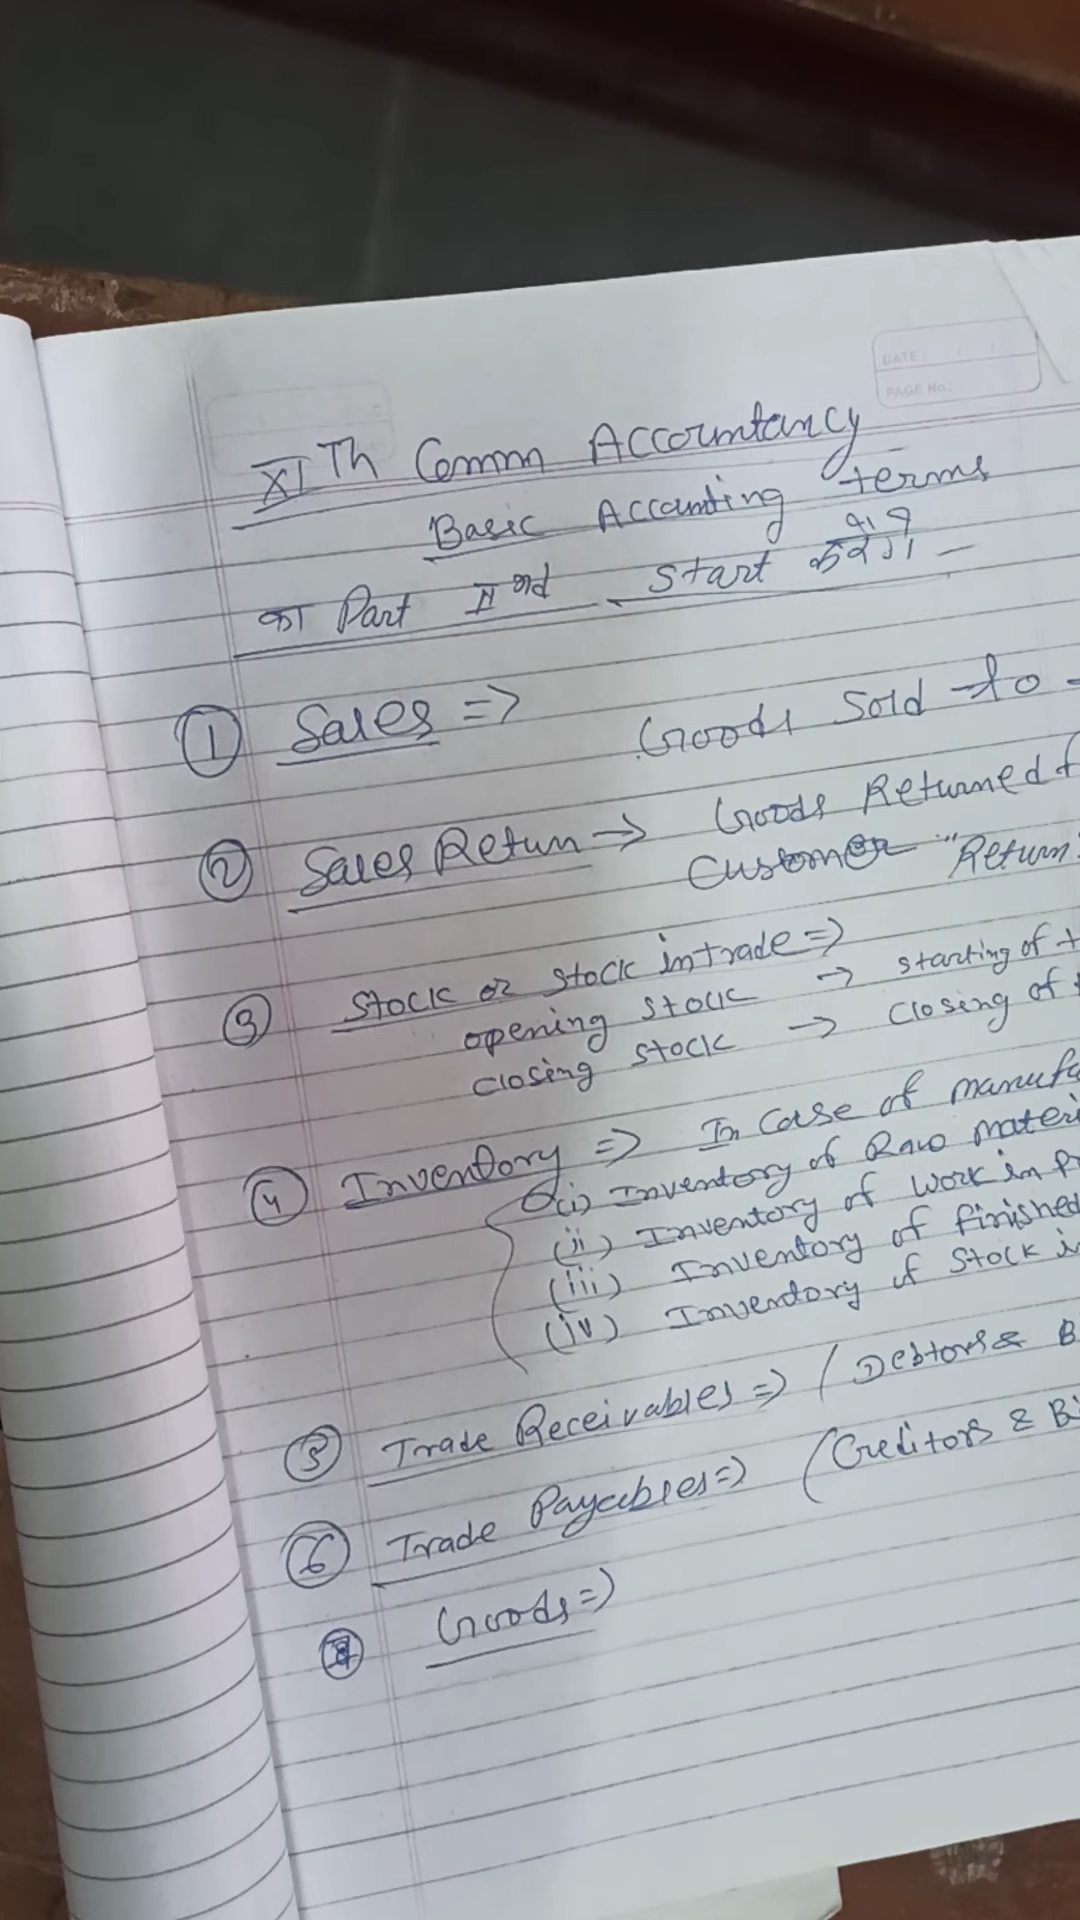 DATE:
PAGE No.
XI Th Comm Accountancy
Basic Accounting terms
का Part II nd Start करेगा
① Sales => Goods Sold to
② Sales Retun → Goods Returned
Customer "Return
③ Stock or Stock in trade =>
opening Stock → starting of
closing stock → closing of
④ Inventory => In Case of
(i) Inventory of Raw
(ii) Inventory of work in
(iii) Inventory of finished
(iv) Inventory of Stock
⑤ Trade Receivables => (Debtors &
⑥ Trade Payables => (Creditors &
Goods =>